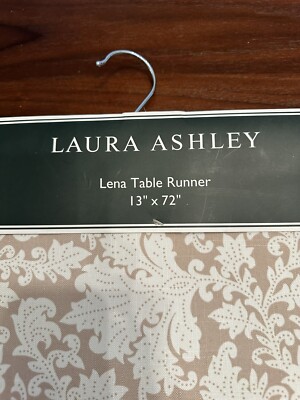 LAURA ASHLEY
Lena Table Runner
13" x 72"